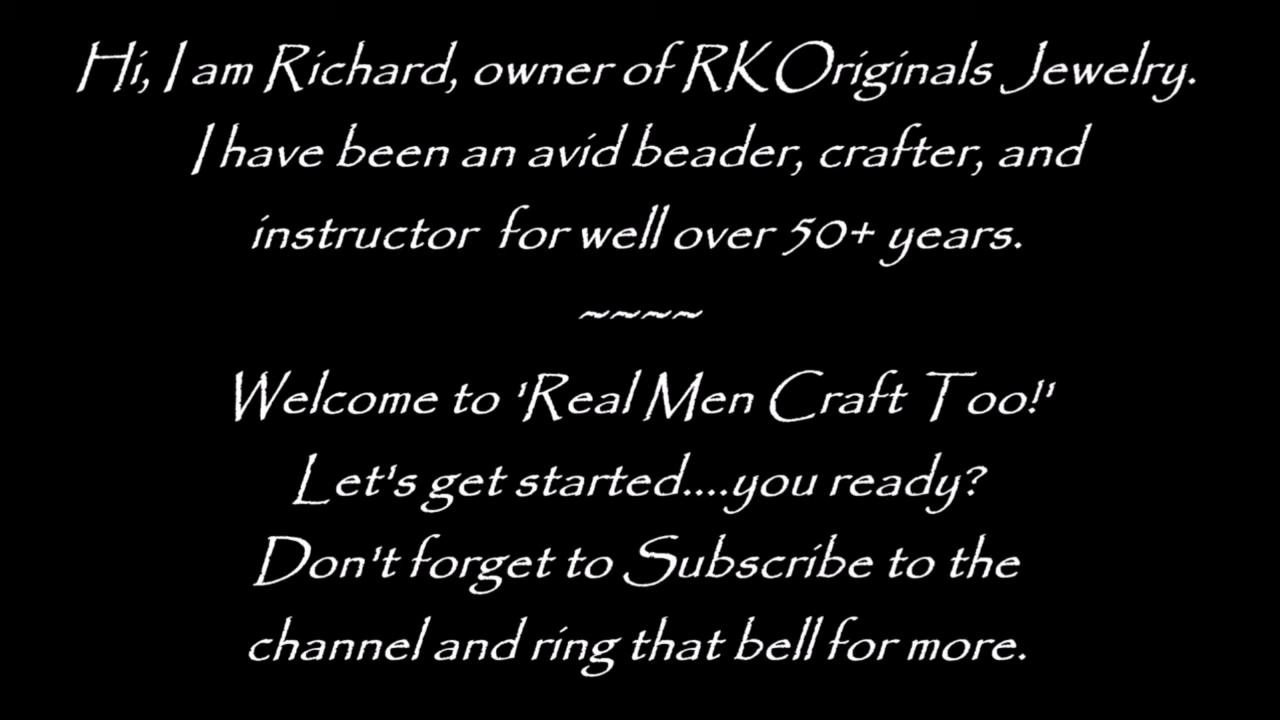 Hi, I am Richard, owner of RK Originals Jewelry.
I have been an avid beader, crafter, and
instructor for well over 50+ years.
~~~~
Welcome to 'Real Men Craft Too!'
Let's get started....you ready?
Don't forget to Subscribe to the
channel and ring that bell for more.